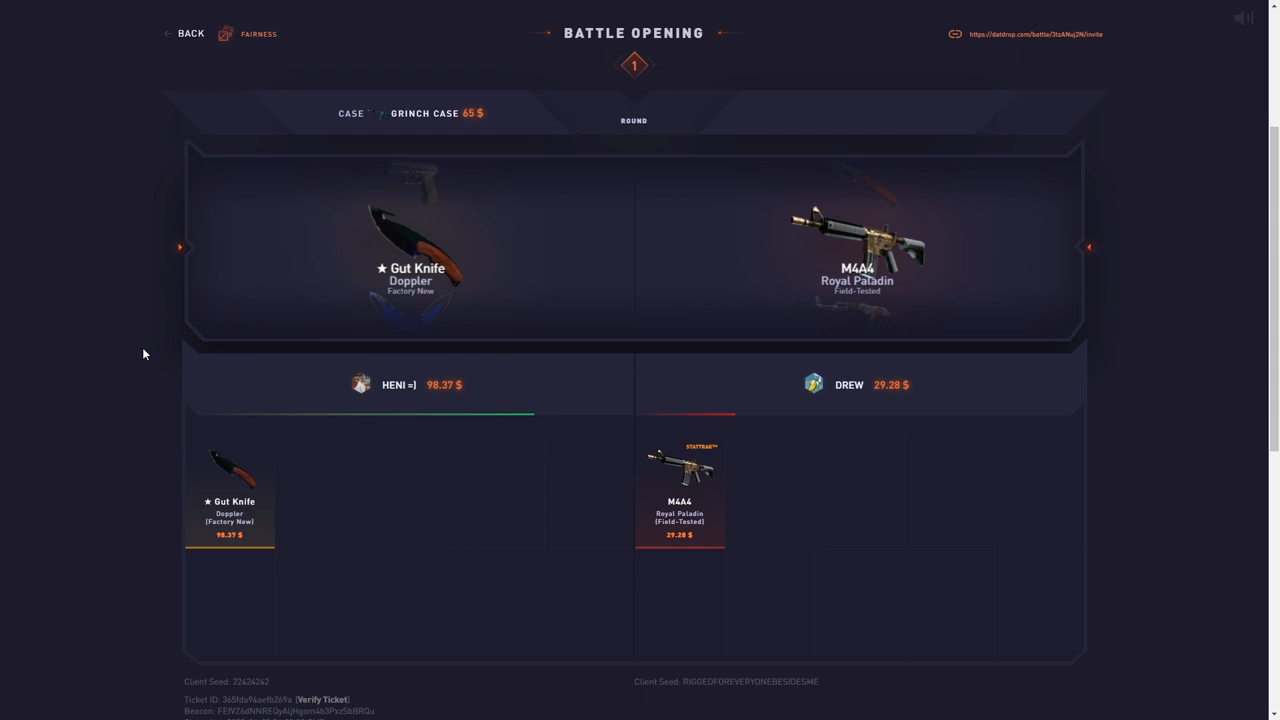 BACK
FAIRNESS
BATTLE OPENING
https://datdrop.com/battle/3tzANuj2N/invite
1
CASE GRINCH CASE 65 $
ROUND
★ Gut Knife
Doppler
Factory New
M4A4
Royal Paladin
Field-Tested
HENI =) 98.37 $
DREW 29.28 $
★ Gut Knife
Doppler
(Factory New)
98.37 $
STATTRAK™
M4A4
Royal Paladin
(Field-Tested)
29.28 $
Client Seed: 22424242
Client Seed: RIGGEDFOREVERYONEBESIDESME
Ticket ID: 365fda94aefb269a [Verify Ticket]
Beacon: